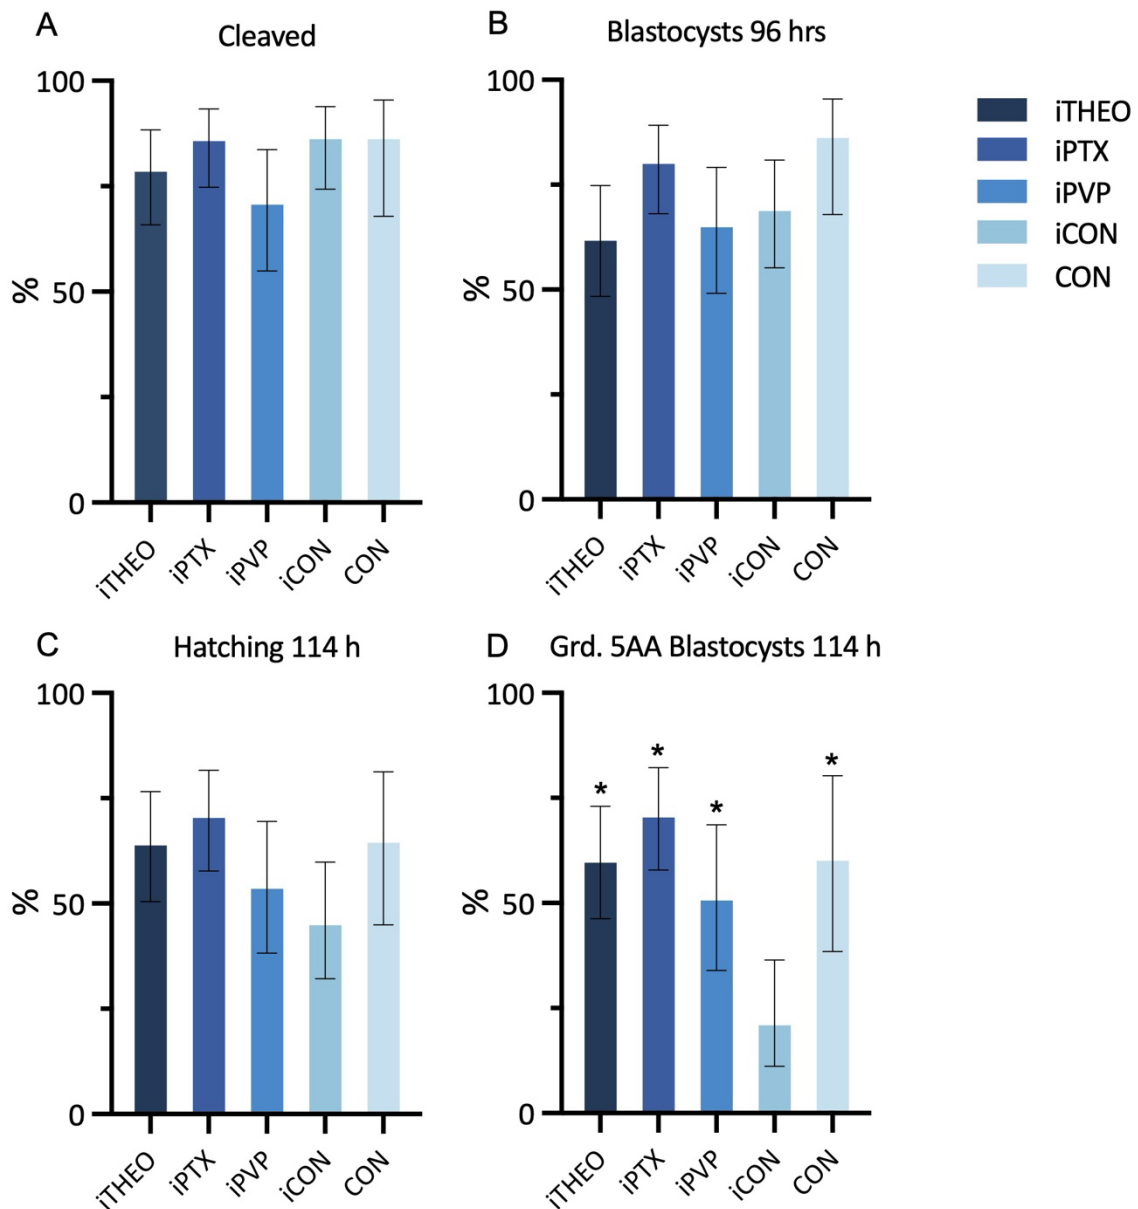 A
Cleaved
100
50
0
%
iTHEO
iPTX
iPVP
iCON
CON
B
Blastocysts 96 hrs
100
50
0
%
iTHEO
iPTX
iPVP
iCON
CON
iTHEO
iPTX
iPVP
iCON
CON
C
Hatching 114 h
100
50
0
%
iTHEO
iPTX
iPVP
iCON
CON
D
Grd. 5AA Blastocysts 114 h
100
50
0
%
*
*
*
*
iTHEO
iPTX
iPVP
iCON
CON